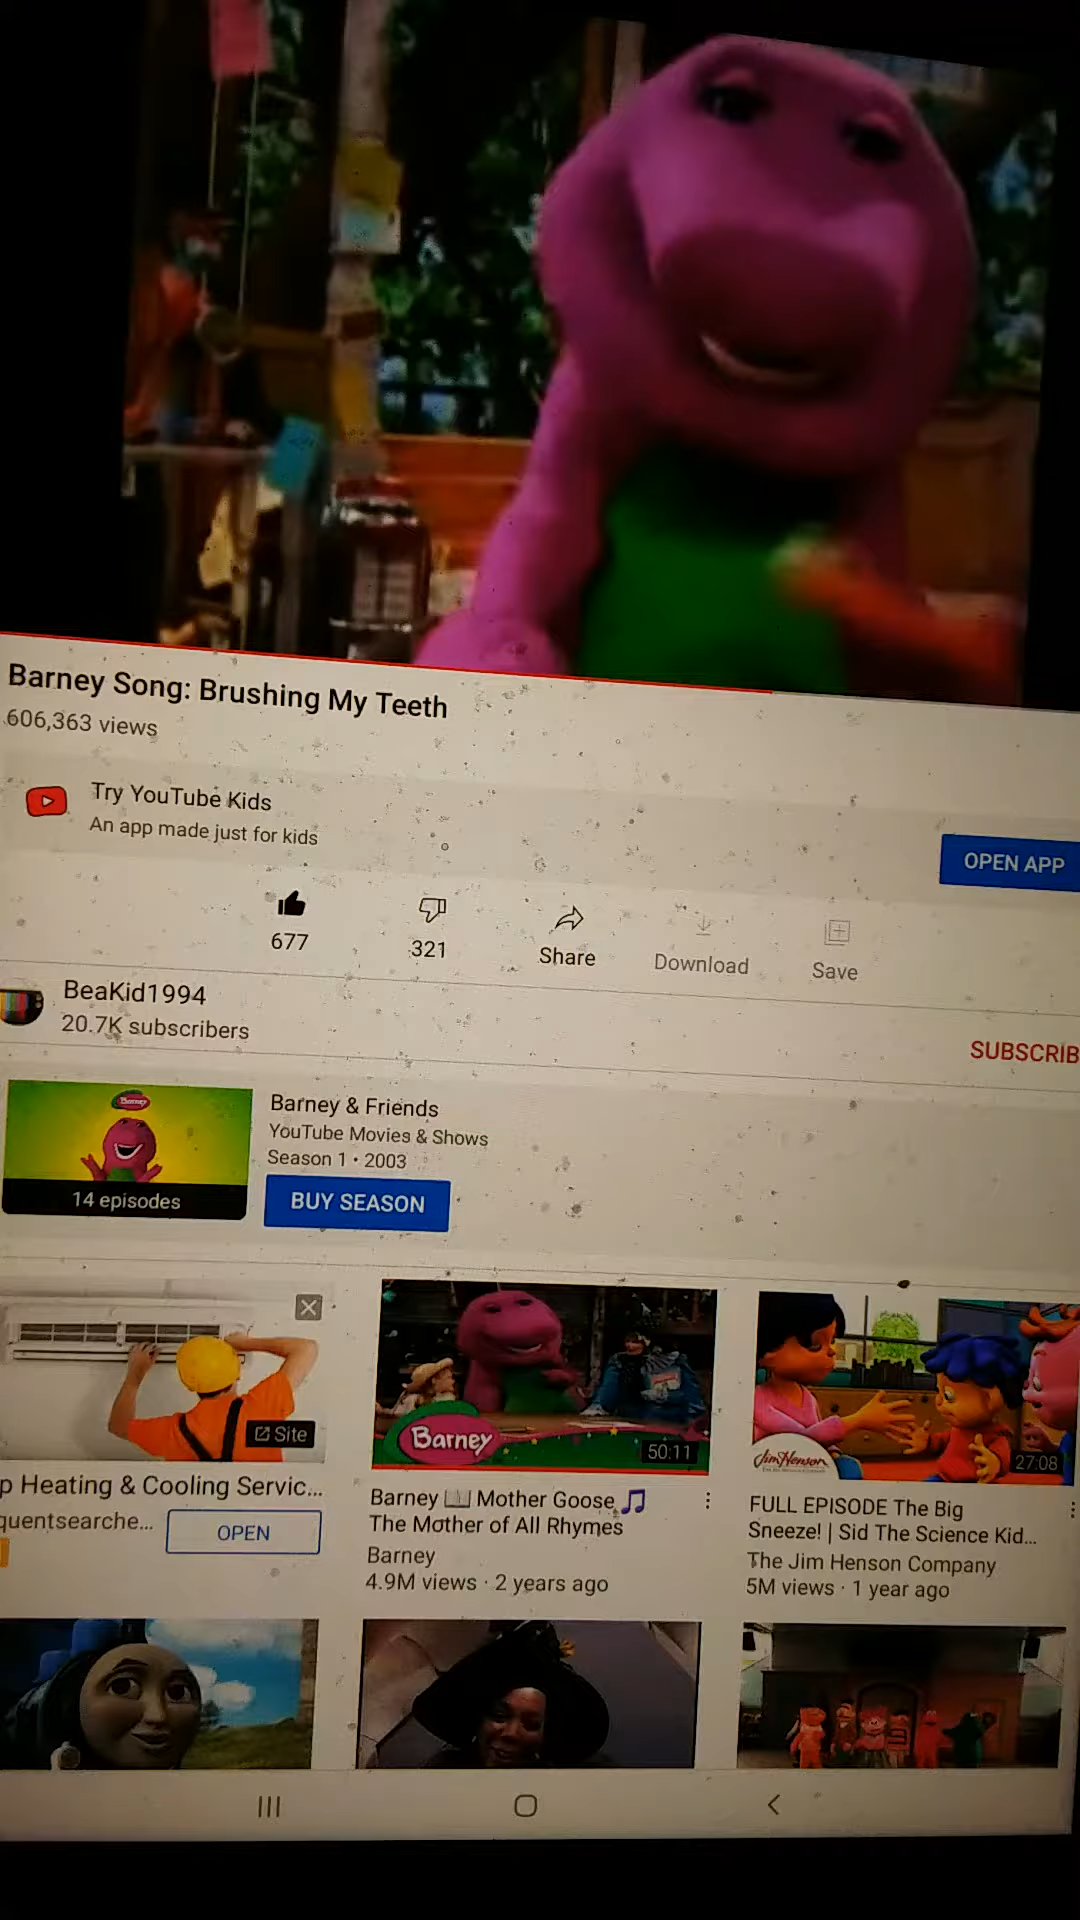 Barney Song: Brushing My Teeth
606,363 views
Try YouTube Kids
An app made just for kids
OPEN APP
677
321
Share
Download
Save
BeaKid1994
20.7K subscribers
SUBSCRIB
Barney
14 episodes
Barney & Friends
YouTube Movies & Shows
Season 1 • 2003
BUY SEASON
Site
p Heating & Cooling Servic...
quentsearche...
OPEN
Barney
50:11
Barney 📖 Mother Goose 🎵
The Mother of All Rhymes
Barney
4.9M views · 2 years ago
Jim Henson
27:08
FULL EPISODE The Big
Sneeze! | Sid The Science Kid...
The Jim Henson Company
5M views · 1 year ago